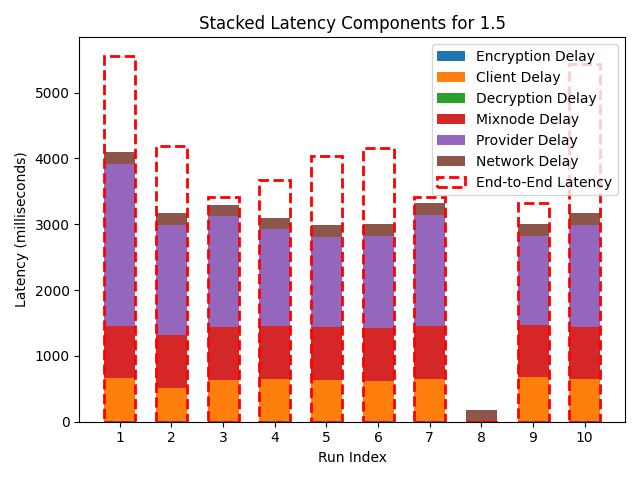 Stacked Latency Components for 1.5
Encryption Delay
Client Delay
Decryption Delay
Mixnode Delay
Provider Delay
Network Delay
End-to-End Latency
Latency (milliseconds)
5000
4000
3000
2000
1000
0
1 2 3 4 5 6 7 8 9 10
Run Index